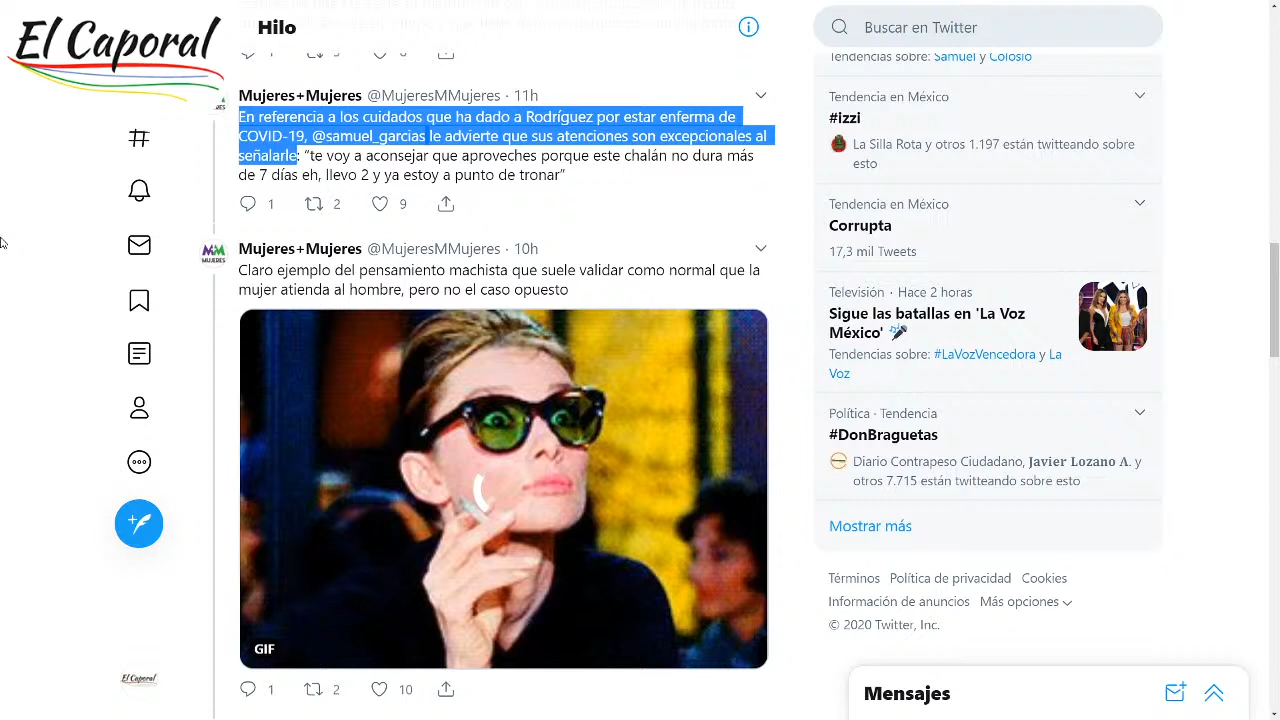 El Caporal
Hilo
Mujeres+Mujeres @MujeresMMujeres · 11h
En referencia a los cuidados que ha dado a Rodríguez por estar enferma de
COVID-19, @samuel_garcias le advierte que sus atenciones son excepcionales al
señalarle: “te voy a aconsejar que aproveches porque este chalán no dura más
de 7 días eh, llevo 2 y ya estoy a punto de tronar”
1 2 9
MM
MUJERES
Mujeres+Mujeres @MujeresMMujeres · 10h
Claro ejemplo del pensamiento machista que suele validar como normal que la
mujer atienda al hombre, pero no el caso opuesto
GIF
1 2 10
El Caporal
Buscar en Twitter
Tendencias sobre: Samuel y Colosio
Tendencia en México
#izzi
La Silla Rota y otros 1.197 están twitteando sobre
esto
Tendencia en México
Corrupta
17,3 mil Tweets
Televisión · Hace 2 horas
Sigue las batallas en 'La Voz
México' 🎤
Tendencias sobre: #LaVozVencedora y La
Voz
Política · Tendencia
#DonBraguetas
Diario Contrapeso Ciudadano, Javier Lozano A. y
otros 7.715 están twitteando sobre esto
Mostrar más
Términos Política de privacidad Cookies
Información de anuncios Más opciones
© 2020 Twitter, Inc.
Mensajes